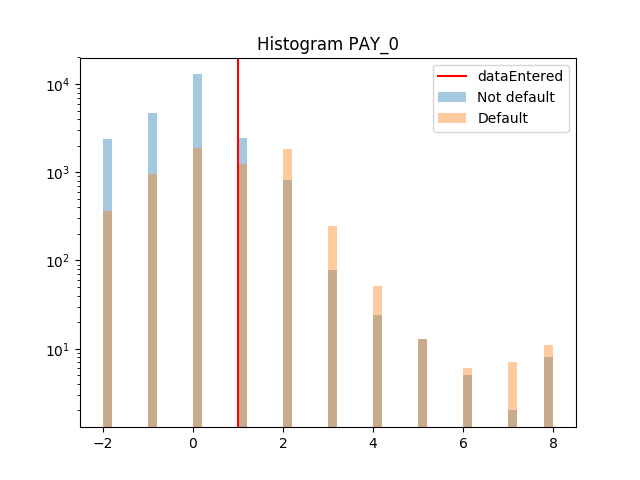 Histogram PAY_0
dataEntered
Not default
Default
10^4
10^3
10^2
10^1
−2 0 2 4 6 8